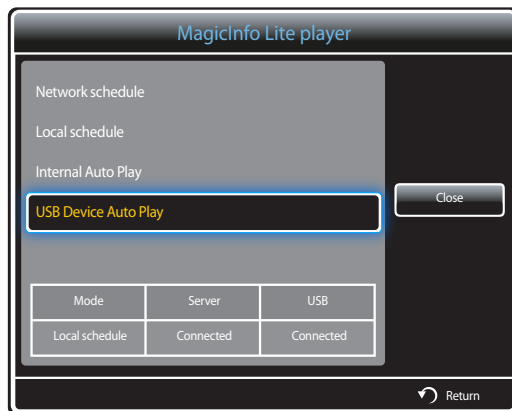 MagicInfo Lite player
Network schedule
Local schedule
Internal Auto Play
USB Device Auto Play
Close
Mode Server USB
Local schedule Connected Connected
Return